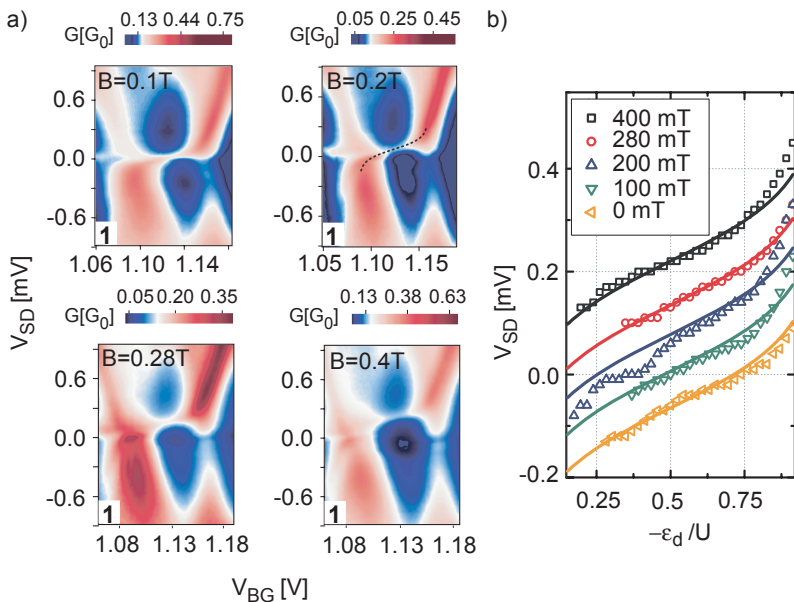 a)
G[G₀] 0.13 0.44 0.75
G[G₀] 0.05 0.25 0.45
B=0.1T
B=0.2T
0.6
0.0
-0.6
1
1
1.06 1.10 1.14
1.05 1.10 1.15
V_SD [mV]
G[G₀] 0.05 0.20 0.35
G[G₀] 0.13 0.38 0.63
B=0.28T
B=0.4T
0.6
0.0
-0.6
1
1
1.08 1.13 1.18
1.08 1.13 1.18
V_BG [V]
b)
400 mT
280 mT
200 mT
100 mT
0 mT
V_SD [mV]
0.4
0.2
0.0
-0.2
0.25 0.50 0.75
−ε_d/U